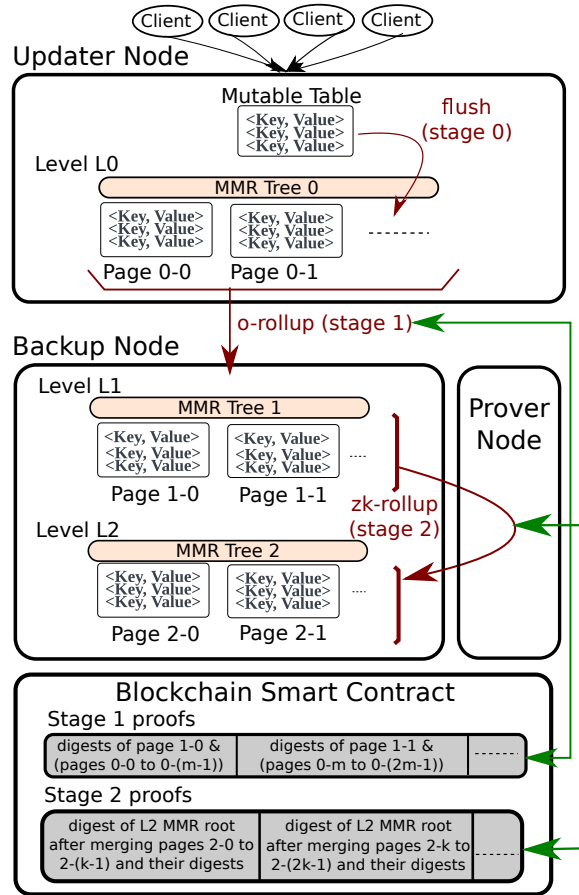 Client
Client
Client
Client
Updater Node
Mutable Table
<Key, Value>
<Key, Value>
<Key, Value>
flush
(stage 0)
Level L0
MMR Tree 0
<Key, Value>
<Key, Value>
<Key, Value>
Page 0-0
<Key, Value>
<Key, Value>
<Key, Value>
Page 0-1
o-rollup (stage 1)
Backup Node
Level L1
MMR Tree 1
<Key, Value>
<Key, Value>
<Key, Value>
Page 1-0
<Key, Value>
<Key, Value>
<Key, Value>
Page 1-1
zk-rollup
(stage 2)
Level L2
MMR Tree 2
<Key, Value>
<Key, Value>
<Key, Value>
Page 2-0
<Key, Value>
<Key, Value>
<Key, Value>
Page 2-1
Prover
Node
Blockchain Smart Contract
Stage 1 proofs
digests of page 1-0 &
(pages 0-0 to 0-(m-1))
digests of page 1-1 &
(pages 0-m to 0-(2m-1))
Stage 2 proofs
digest of L2 MMR root
after merging pages 2-0 to
2-(k-1) and their digests
digest of L2 MMR root
after merging pages 2-k to
2-(2k-1) and their digests